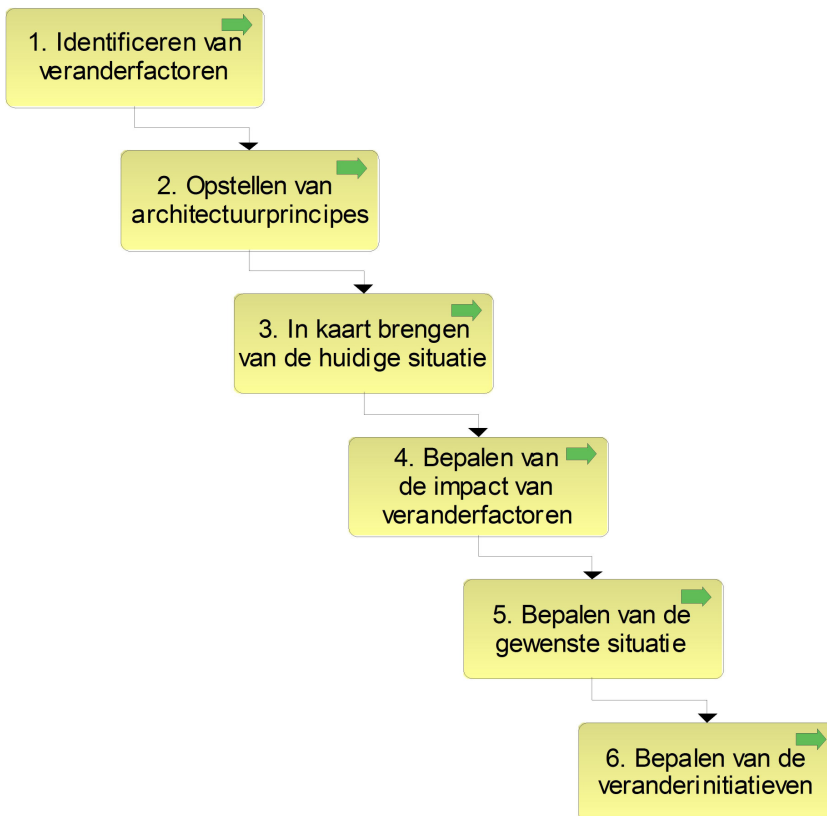 1. Identificeren van
veranderfactoren
2. Opstellen van
architectuurprincipes
3. In kaart brengen
van de huidige situatie
4. Bepalen van
de impact van
veranderfactoren
5. Bepalen van de
gewenste situatie
6. Bepalen van de
veranderinitiatieven